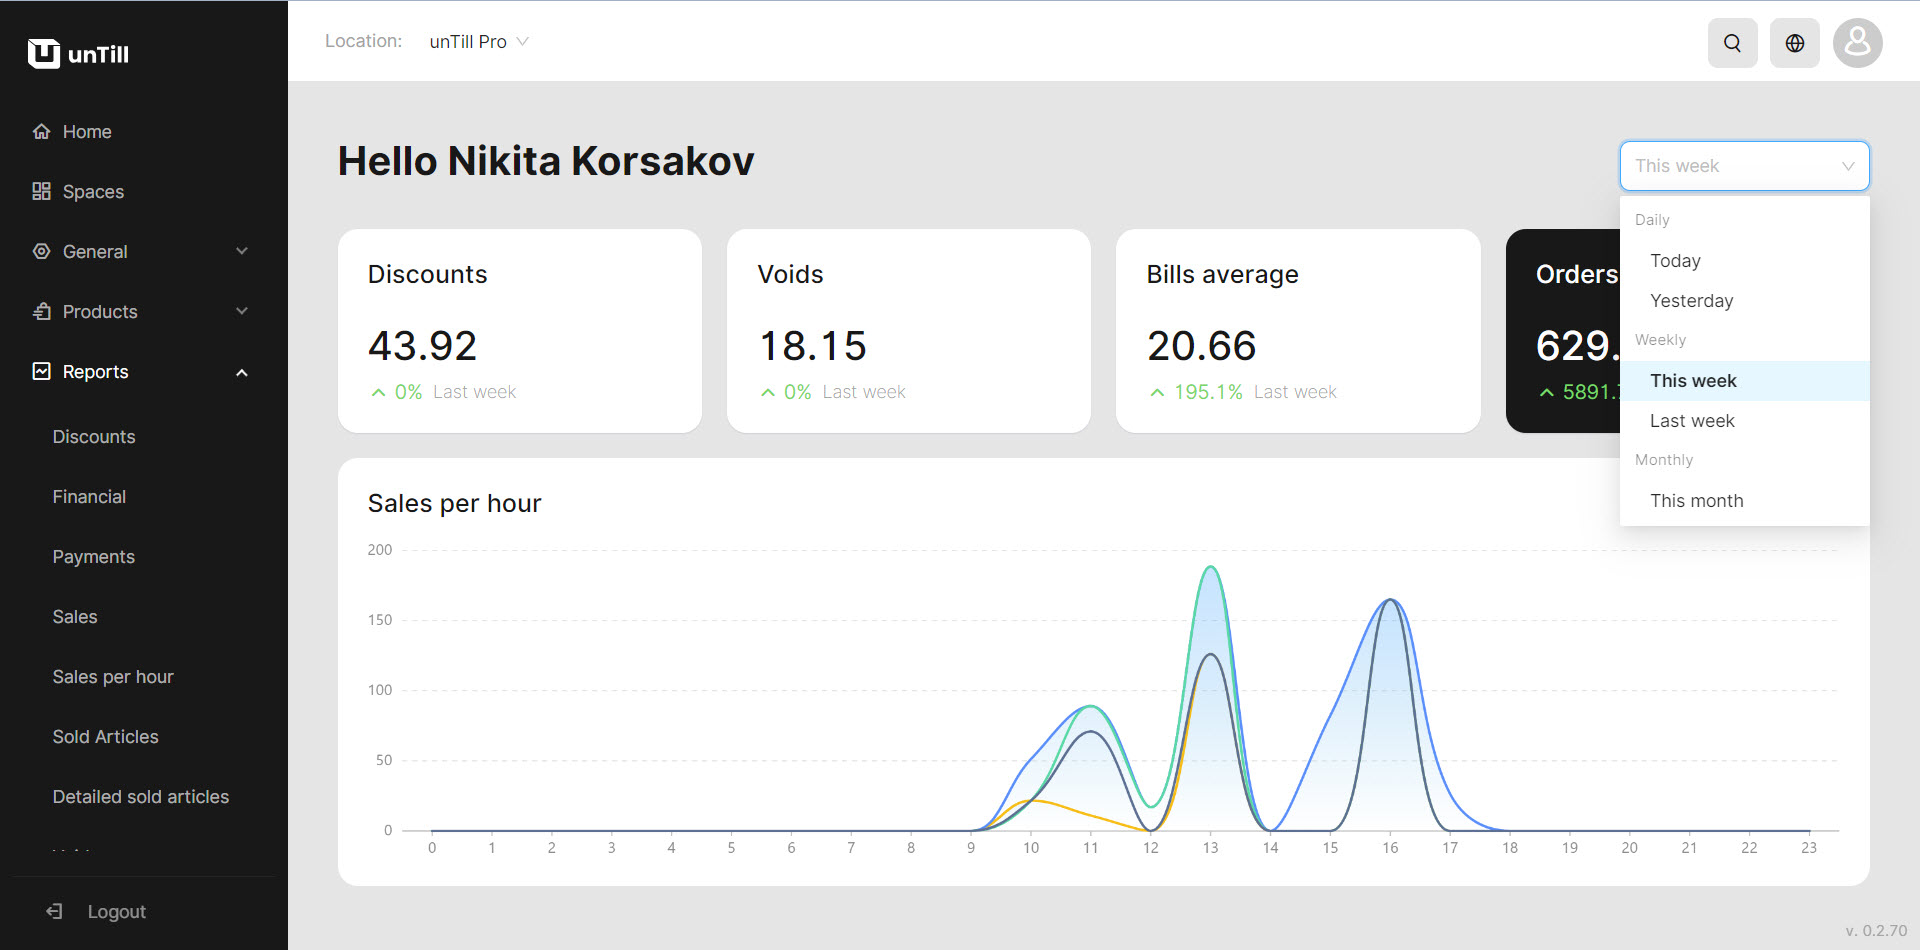 unTill
Location: unTill Pro
Home
Spaces
General
Products
Reports
Discounts
Financial
Payments
Sales
Sales per hour
Sold Articles
Detailed sold articles
Logout
Hello Nikita Korsakov
This week
Daily
Today
Yesterday
Weekly
This week
Last week
Monthly
This month
Discounts
43.92
0% Last week
Voids
18.15
0% Last week
Bills average
20.66
195.1% Last week
Orders
629.
5891.
Sales per hour
200
150
100
50
0
0 1 2 3 4 5 6 7 8 9 10 11 12 13 14 15 16 17 18 19 20 21 22 23
v. 0.2.70